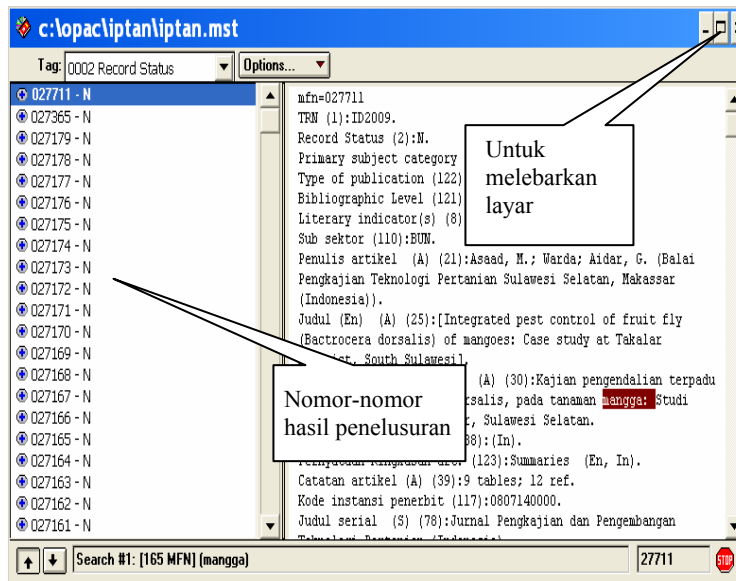 c:\opac\iptan\iptan.mst
Tag: 0002 Record Status Options...
027711 - N
027365 - N
027179 - N
027178 - N
027177 - N
027176 - N
027175 - N
027174 - N
027173 - N
027172 - N
027171 - N
027170 - N
027169 - N
027168 - N
027167 - N
027166 - N
027165 - N
027164 - N
027163 - N
027162 - N
027161 - N
mfn=027711
TRN (1):ID2009.
Record Status (2):N.
Primary subject category
Type of publication (122)
Bibliographic Level (121)
Literary indicator(s) (8)
Sub sektor (110):BUN.
Penulis artikel (A) (21):Asaad, M.; Warda; Aidar, G. (Balai
Pengkajian Teknologi Pertanian Sulawesi Selatan, Makassar
(Indonesia)).
Judul (En) (A) (25):[Integrated pest control of fruit fly
(Bactrocera dorsalis) of mangoes: Case study at Takalar
South Sulawesi].
(A) (30):Kajian pengendalian terpadu
rsalis, pada tanaman mangga: Studi
r, Sulawesi Selatan.
38):(In).
(123):Summaries (En, In).
Catatan artikel (A) (39):9 tables; 12 ref.
Kode instansi penerbit (117):0807140000.
Judul serial (S) (78):Jurnal Pengkajian dan Pengembangan
Untuk
melebarkan
layar
Nomor-nomor
hasil penelusuran
Search #1: [165 MFN] (mangga) 27711 STOP